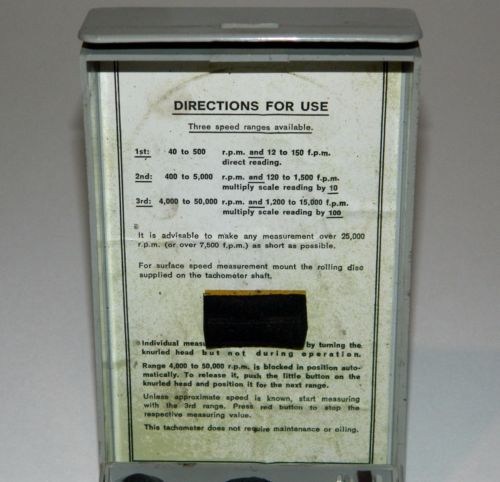 DIRECTIONS FOR USE
Three speed ranges available.
1st: 40 to 500 r.p.m. and 12 to 150 f.p.m.
direct reading.
2nd: 400 to 5,000 r.p.m. and 120 to 1,500 f.p.m.
multiply scale reading by 10
3rd: 4,000 to 50,000 r.p.m. and 1,200 to 15,000 f.p.m.
multiply scale reading by 100
It is advisable to make any measurement over 25,000
r.p.m. (or over 7,500 f.p.m.) as short as possible.
For surface speed measurement mount the rolling disc
supplied on the tachometer shaft.
Individual by turning the
knurled head but not during operation.
Range 4,000 to 50,000 r.p.m. is blocked in position auto-
matically. To release it, push the little button on the
knurled head and position it for the next range.
Unless approximate speed is known, start measuring
with the 3rd range. Press red button to stop the
respective measuring value.
This tachometer does not require maintenance or oiling.